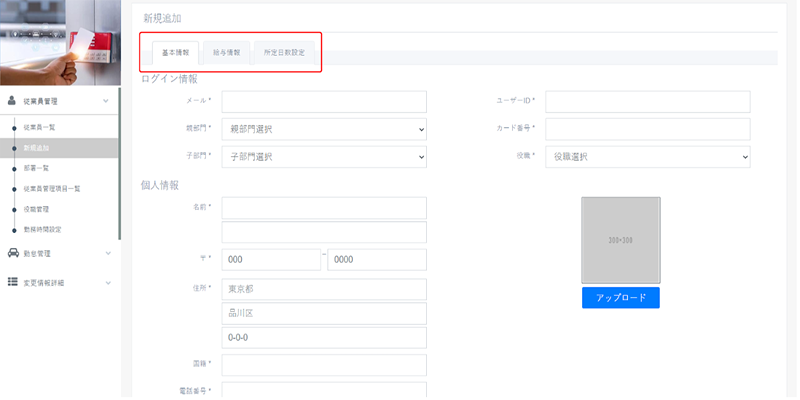 新規追加
基本情報
給与情報
所定日数設定
従業員管理
従業員一覧
新規追加
部署一覧
従業員管理項目一覧
役職管理
勤務時間設定
勤怠管理
変更情報詳細
ログイン情報
メール *
ユーザーID *
親部門 *
親部門選択
カード番号 *
子部門 *
子部門選択
役職 *
役職選択
個人情報
名前 *
〒 *
000
-
0000
住所 *
東京都
品川区
0-0-0
国籍 *
電話番号 *
300×300
アップロード